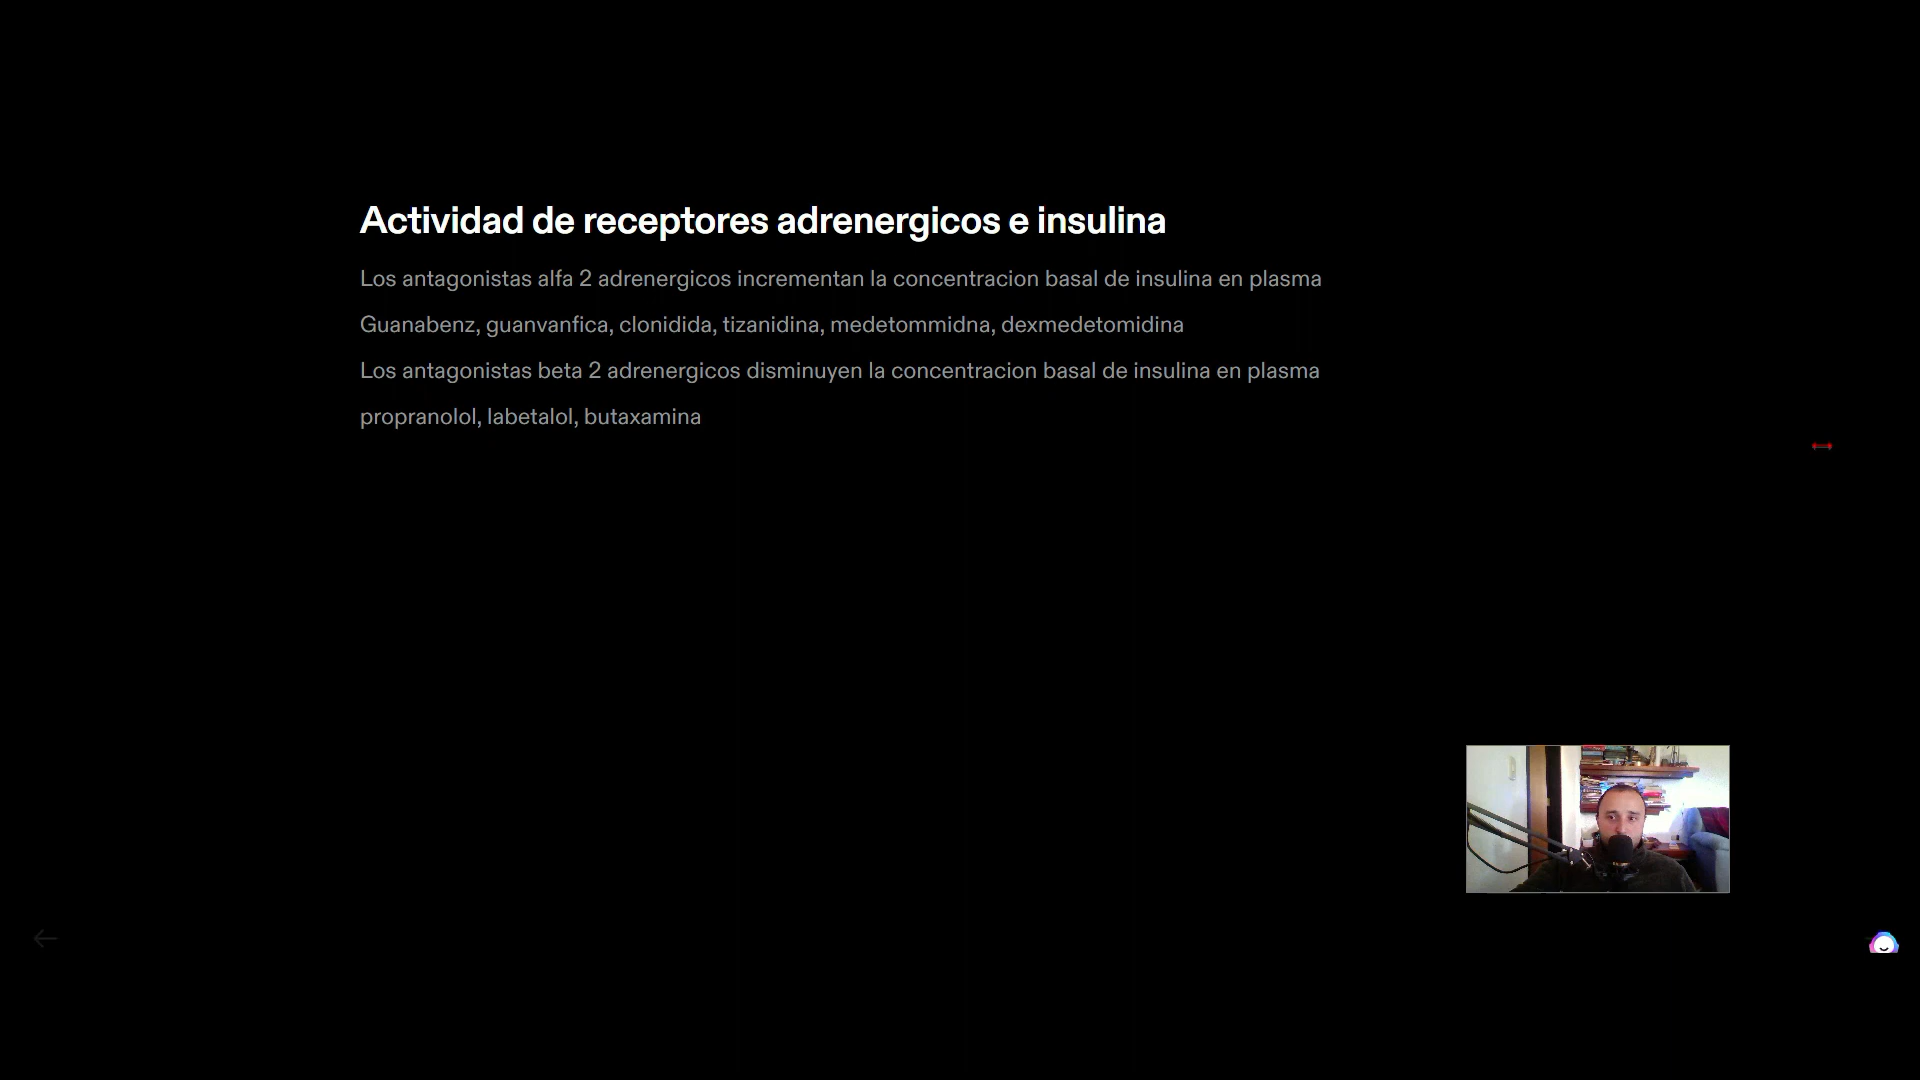 Actividad de receptores adrenergicos e insulina
Los antagonistas alfa 2 adrenergicos incrementan la concentracion basal de insulina en plasma
Guanabenz, guanvanfica, clonidida, tizanidina, medetommidna, dexmedetomidina
Los antagonistas beta 2 adrenergicos disminuyen la concentracion basal de insulina en plasma
propranolol, labetalol, butaxamina